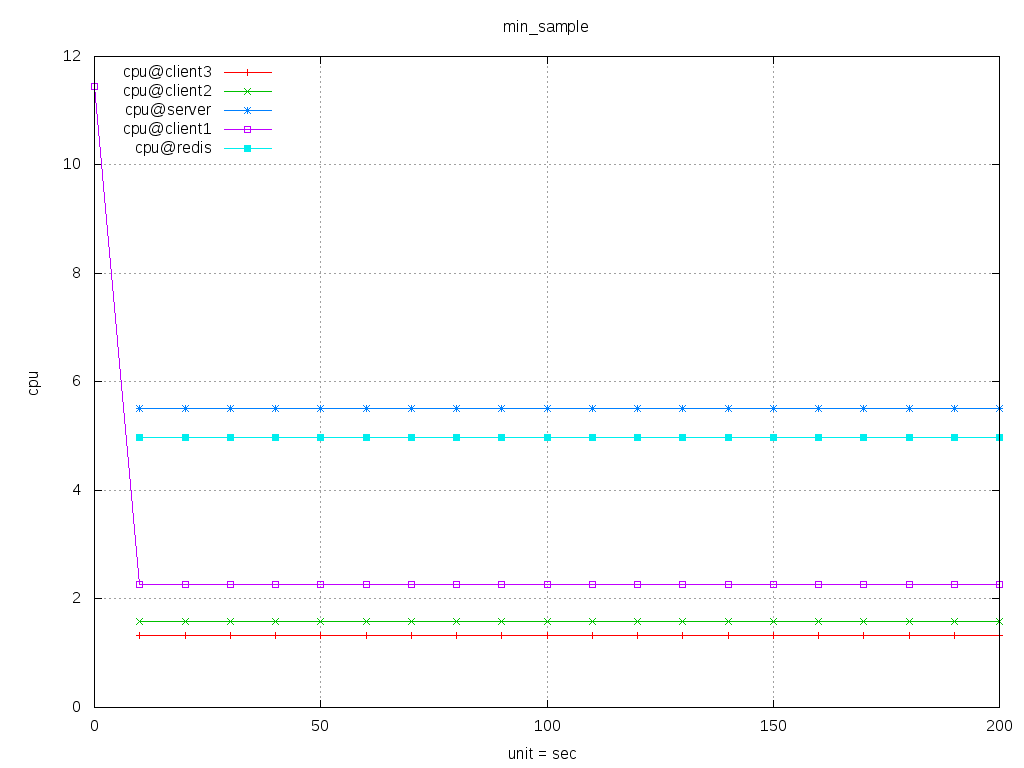 min_sample
12
10
8
6
4
2
0
cpu
cpu@client3
cpu@client2
cpu@server
cpu@client1
cpu@redis
0 50 100 150 200
unit = sec